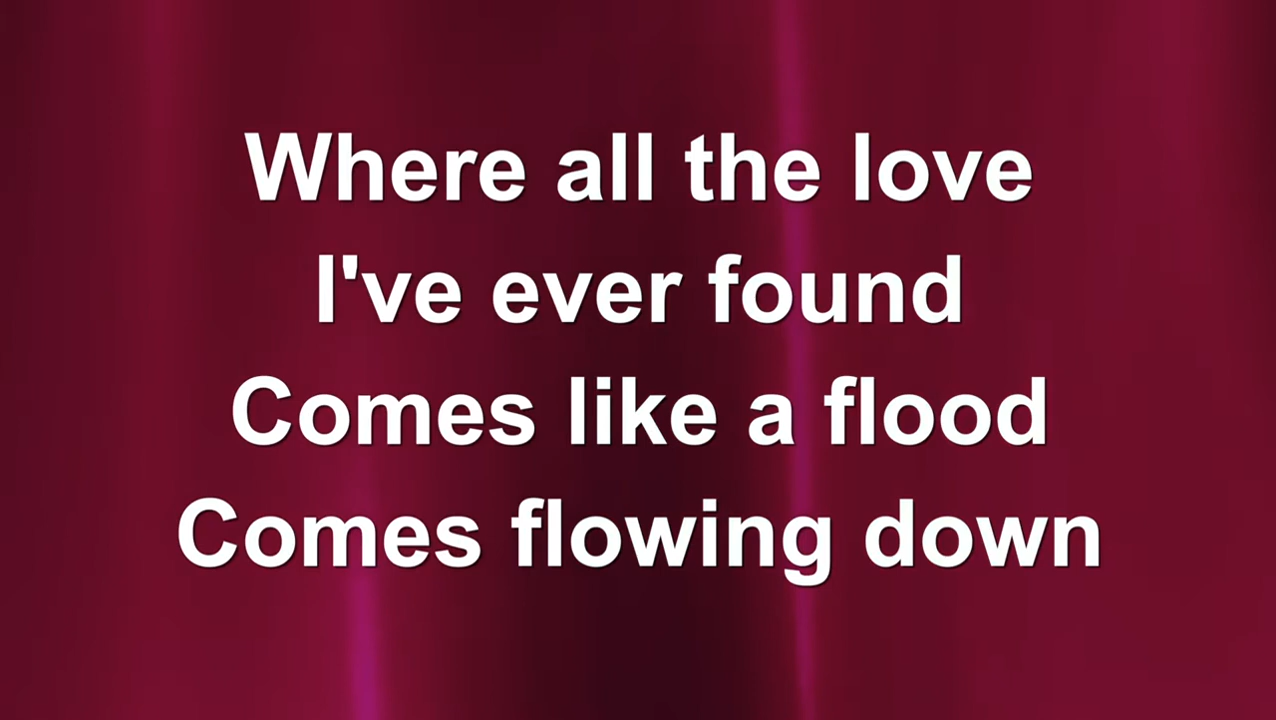 Where all the love
I've ever found
Comes like a flood
Comes flowing down